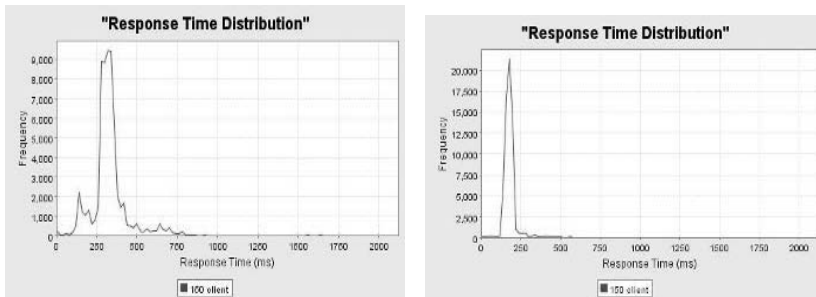 "Response Time Distribution"
9,000
8,000
7,000
6,000
5,000
4,000
3,000
2,000
1,000
0
Frequency
0 250 500 750 1000 1250 1500 1750 2000
Response Time (ms)
150 client
"Response Time Distribution"
20,000
17,500
15,000
12,500
10,000
7,500
5,000
2,500
0
Frequency
0 250 500 750 1000 1250 1500 1750 2000
Response Time (ms)
150 client